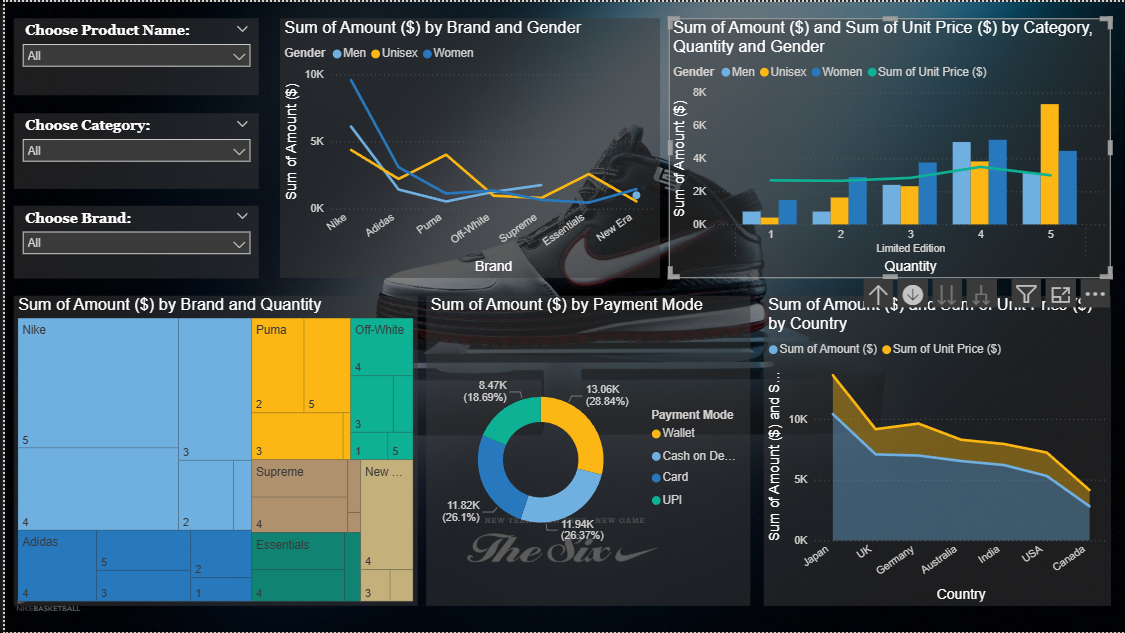 Choose Product Name:
All
Choose Category:
All
Choose Brand:
All
Sum of Amount ($) by Brand and Gender
Gender Men Unisex Women
Sum of Amount ($)
10K
5K
0K
Nike
Adidas
Puma
Off-White
Supreme
Essentials
New Era
Brand
Sum of Amount ($) and Sum of Unit Price ($) by Category,
Quantity and Gender
Gender Men Unisex Women Sum of Unit Price ($)
Sum of Amount ($)
8K
6K
4K
2K
0K
1 2 3 4 5
Limited Edition
Quantity
Sum of Amount ($) by Brand and Quantity
Nike
5
4
3
2
Adidas
4
5
3
2
1
Puma
2
5
3
Off-White
4
3
1
5
Supreme
4
Essentials
4
New ...
4
3
Sum of Amount ($) by Payment Mode
8.47K
(18.69%)
13.06K
(28.84%)
11.82K
(26.1%)
11.94K
(26.37%)
Payment Mode
Wallet
Cash on De...
Card
UPI
NEW GAME
The Six
Sum of Amount ($) and Sum of Unit Price ($)
by Country
Sum of Amount ($) Sum of Unit Price ($)
Sum of Amount ($) and S...
10K
5K
0K
Japan
UK
Germany
Australia
India
USA
Canada
Country
NIKEBASKETBALL